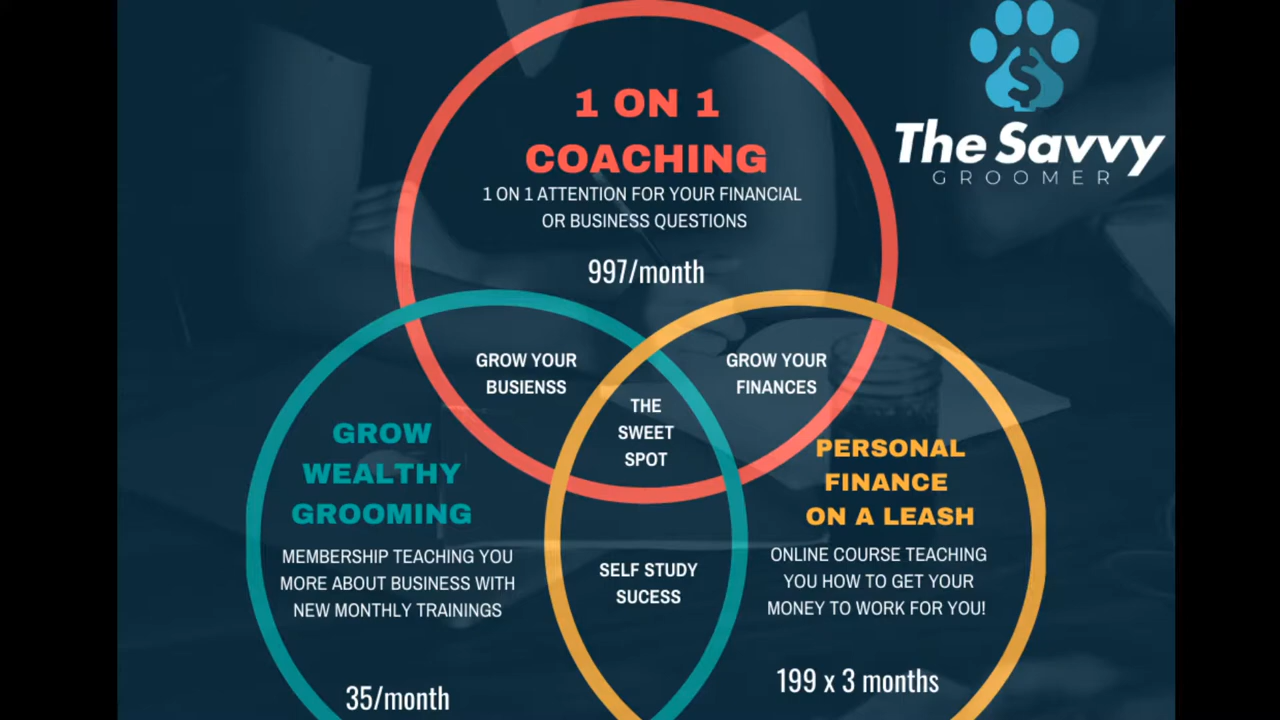 The Savvy
GROOMER
1 ON 1
COACHING
1 ON 1 ATTENTION FOR YOUR FINANCIAL
OR BUSINESS QUESTIONS
997/month
GROW YOUR
BUSIENSS
GROW YOUR
FINANCES
THE
SWEET
SPOT
GROW
WEALTHY
GROOMING
MEMBERSHIP TEACHING YOU
MORE ABOUT BUSINESS WITH
NEW MONTHLY TRAININGS
35/month
SELF STUDY
SUCESS
PERSONAL
FINANCE
ON A LEASH
ONLINE COURSE TEACHING
YOU HOW TO GET YOUR
MONEY TO WORK FOR YOU!
199 x 3 months